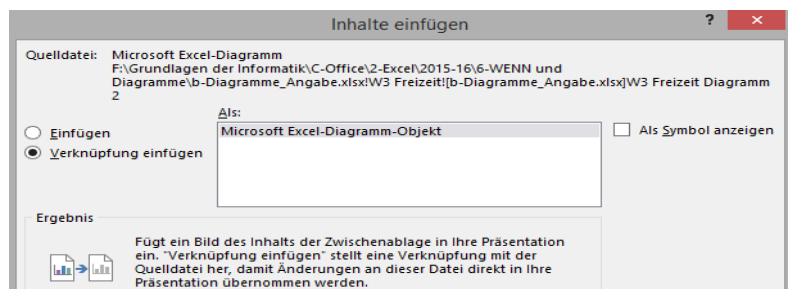 Inhalte einfügen
? ×
Quelldatei: Microsoft Excel-Diagramm
F:\Grundlagen der Informatik\C-Office\2-Excel\2015-16\6-WENN und
Diagramme\b-Diagramme_Angabe.xlsx!W3 Freizeit![b-Diagramme_Angabe.xlsx]W3 Freizeit Diagramm
2
Als:
Einfügen
Microsoft Excel-Diagramm-Objekt
Als Symbol anzeigen
Verknüpfung einfügen
Ergebnis
Fügt ein Bild des Inhalts der Zwischenablage in Ihre Präsentation
ein. "Verknüpfung einfügen" stellt eine Verknüpfung mit der
Quelldatei her, damit Änderungen an dieser Datei direkt in Ihre
Präsentation übernommen werden.